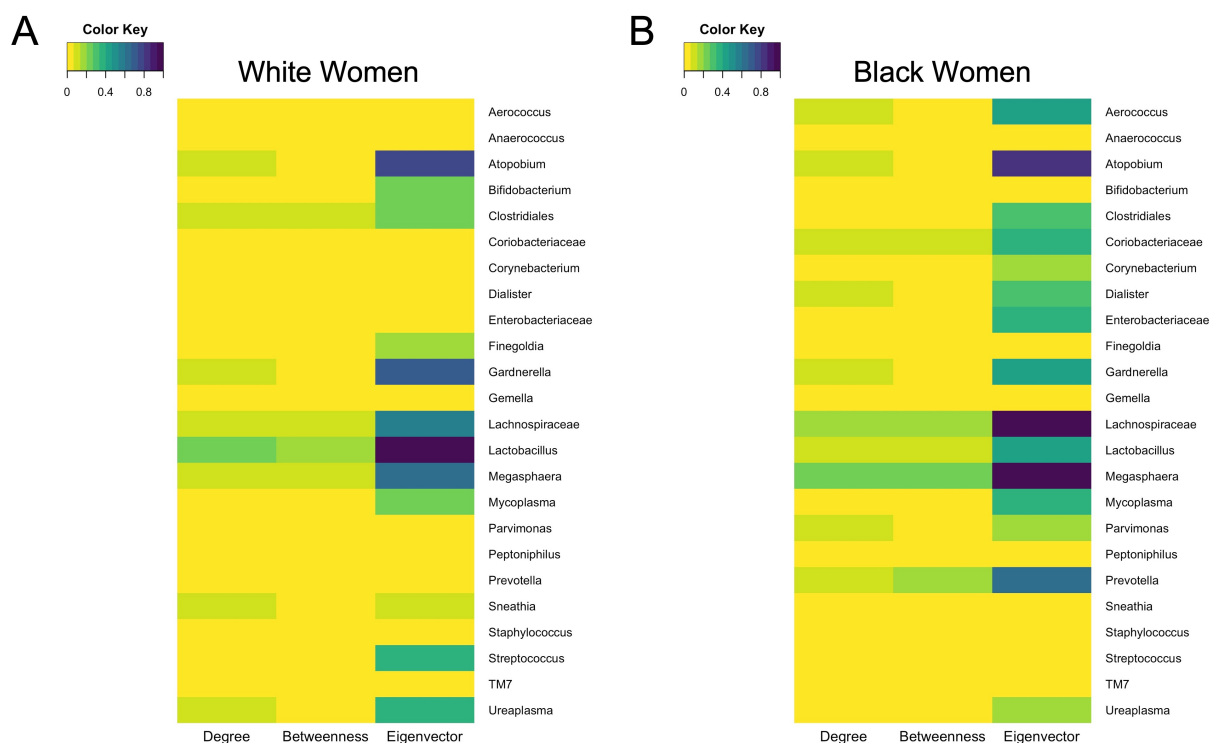 A
Color Key
0 0.4 0.8
White Women
Aerococcus
Anaerococcus
Atopobium
Bifidobacterium
Clostridiales
Coriobacteriaceae
Corynebacterium
Dialister
Enterobacteriaceae
Finegoldia
Gardnerella
Gemella
Lachnospiraceae
Lactobacillus
Megasphaera
Mycoplasma
Parvimonas
Peptoniphilus
Prevotella
Sneathia
Staphylococcus
Streptococcus
TM7
Ureaplasma
Degree Betweenness Eigenvector
B
Color Key
0 0.4 0.8
Black Women
Aerococcus
Anaerococcus
Atopobium
Bifidobacterium
Clostridiales
Coriobacteriaceae
Corynebacterium
Dialister
Enterobacteriaceae
Finegoldia
Gardnerella
Gemella
Lachnospiraceae
Lactobacillus
Megasphaera
Mycoplasma
Parvimonas
Peptoniphilus
Prevotella
Sneathia
Staphylococcus
Streptococcus
TM7
Ureaplasma
Degree Betweenness Eigenvector